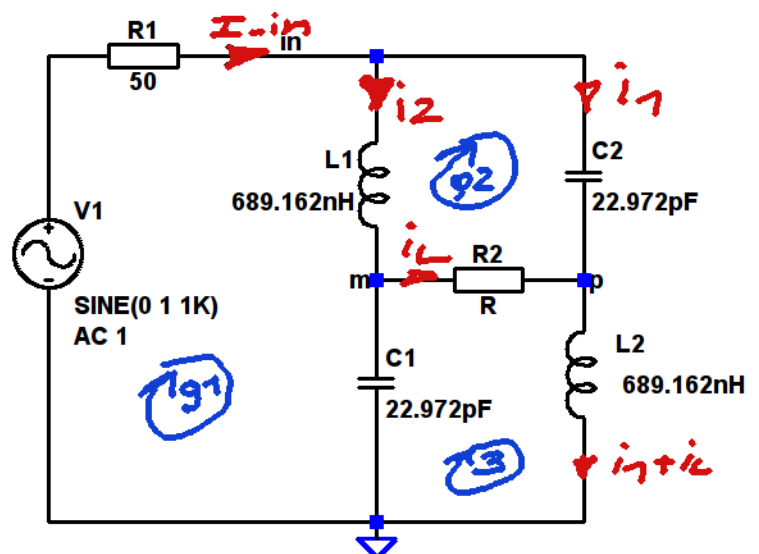 I_in
R1
in
50
i2
i1
L1
g2
C2
689.162nH
22.972pF
V1
iL
R2
m
p
SINE(0 1 1K)
R
AC 1
L2
C1
g1
689.162nH
22.972pF
3
i1+iL